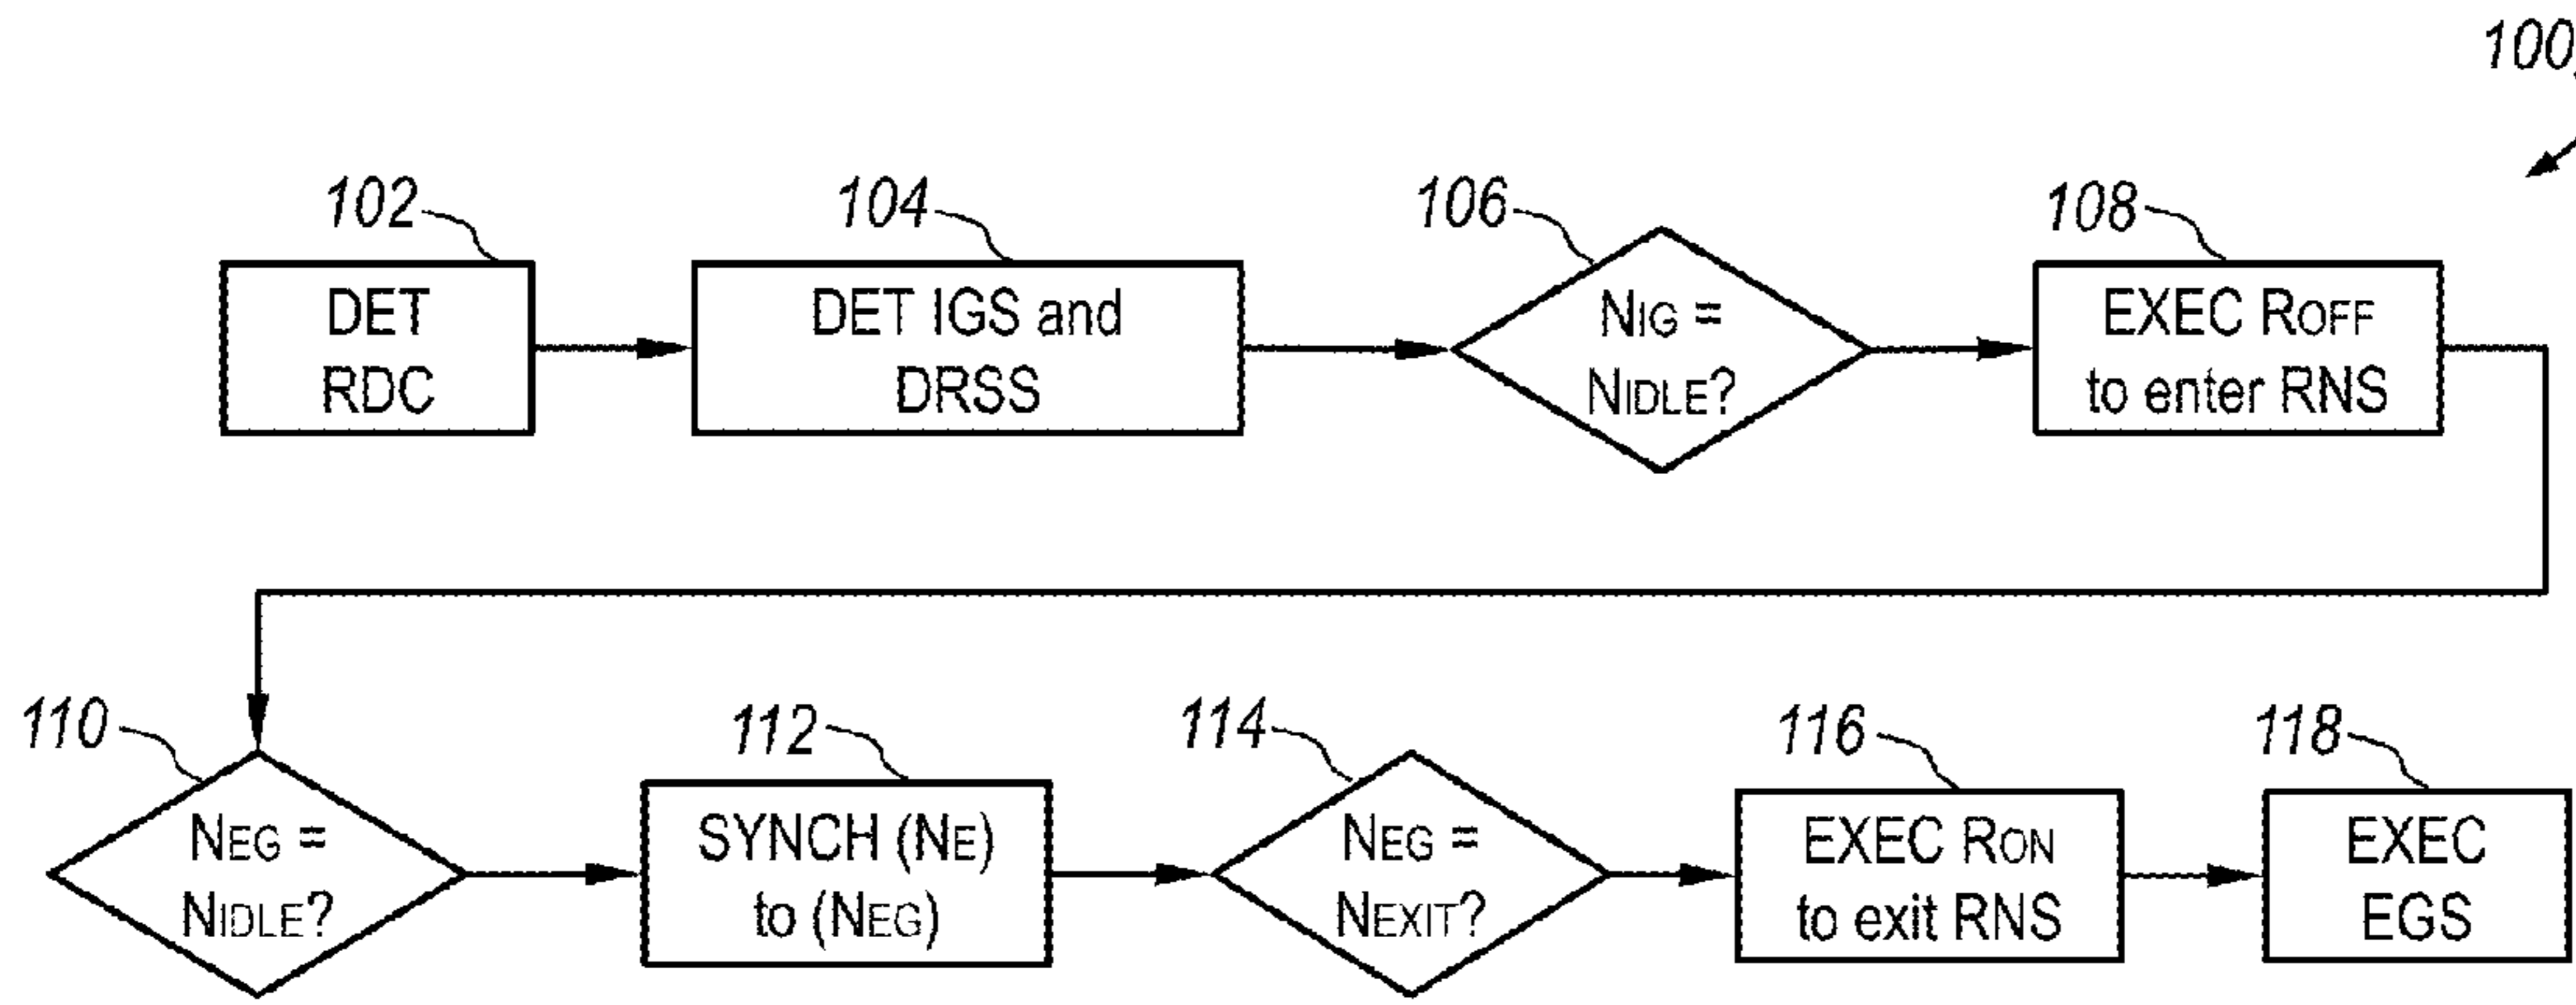 100
102
104
106
108
DET
RDC
DET IGS and
DRSS
NIG =
NIDLE?
EXEC ROFF
to enter RNS
110
112
114
116
118
NEG =
NIDLE?
SYNCH (NE)
to (NEG)
NEG =
NEXIT?
EXEC RON
to exit RNS
EXEC
EGS